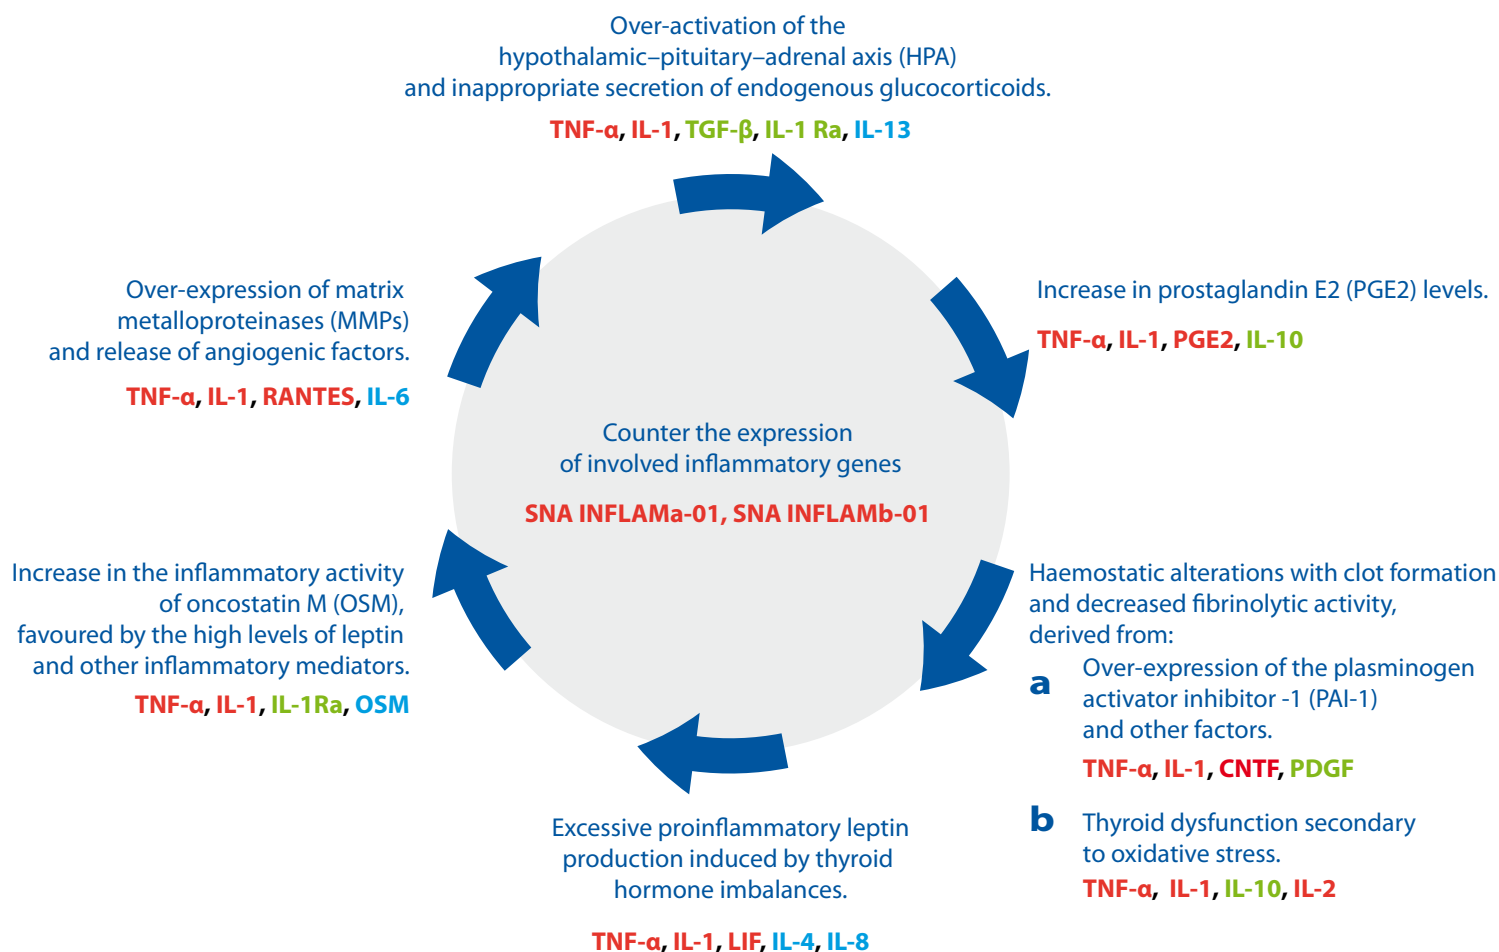 Over-activation of the
hypothalamic–pituitary–adrenal axis (HPA)
and inappropriate secretion of endogenous glucocorticoids.
TNF-α, IL-1, TGF-β, IL-1 Ra, IL-13
Increase in prostaglandin E2 (PGE2) levels.
TNF-α, IL-1, PGE2, IL-10
Haemostatic alterations with clot formation
and decreased fibrinolytic activity,
derived from:
a Over-expression of the plasminogen
activator inhibitor -1 (PAI-1)
and other factors.
TNF-α, IL-1, CNTF, PDGF
b Thyroid dysfunction secondary
to oxidative stress.
TNF-α, IL-1, IL-10, IL-2
Excessive proinflammatory leptin
production induced by thyroid
hormone imbalances.
TNF-α, IL-1, LIF, IL-4, IL-8
Increase in the inflammatory activity
of oncostatin M (OSM),
favoured by the high levels of leptin
and other inflammatory mediators.
TNF-α, IL-1, IL-1Ra, OSM
Over-expression of matrix
metalloproteinases (MMPs)
and release of angiogenic factors.
TNF-α, IL-1, RANTES, IL-6
Counter the expression
of involved inflammatory genes
SNA INFLAMa-01, SNA INFLAMb-01